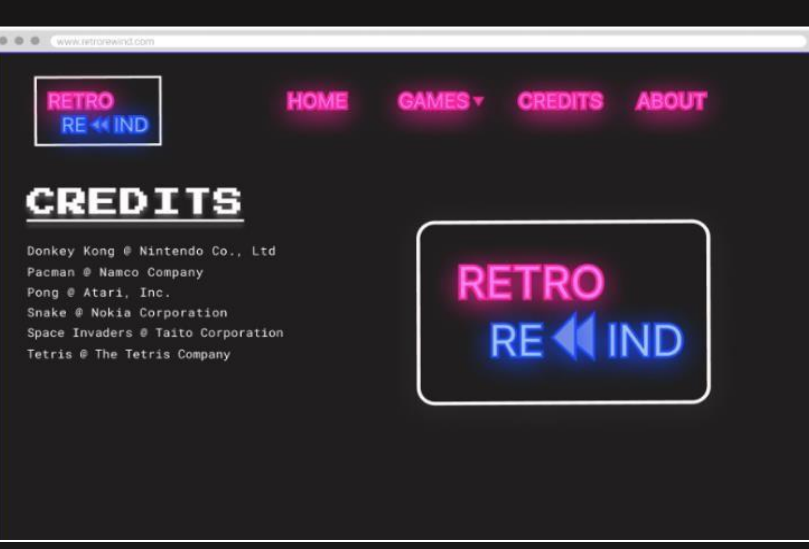 www.retrorewind.com
RETRO
RE IND
HOME GAMES CREDITS ABOUT
CREDITS
Donkey Kong @ Nintendo Co., Ltd
Pacman @ Namco Company
Pong @ Atari, Inc.
Snake @ Nokia Corporation
Space Invaders @ Taito Corporation
Tetris @ The Tetris Company
RETRO
RE IND